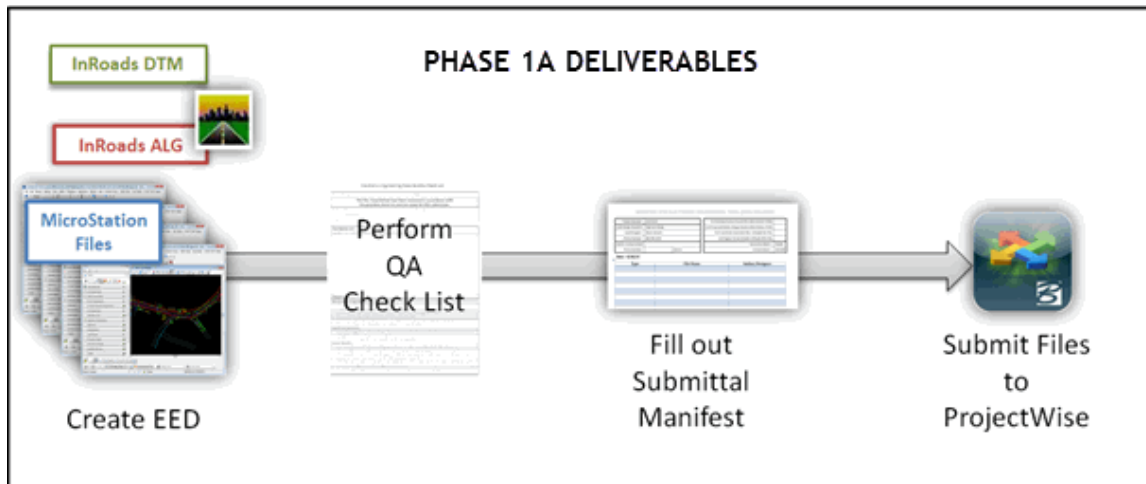 PHASE 1A DELIVERABLES
InRoads DTM
InRoads ALG
MicroStation
Files
Create EED
Perform
QA
Check List
Fill out
Submittal
Manifest
Submit Files
to
ProjectWise